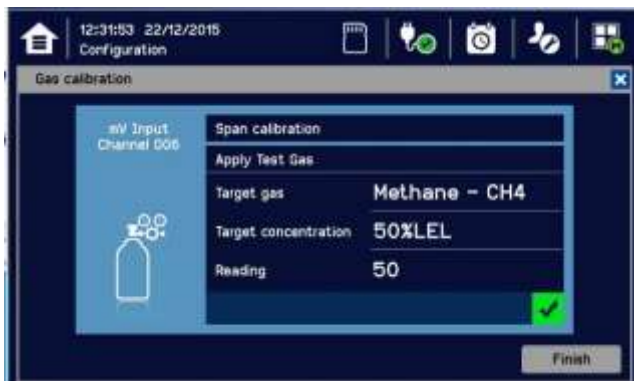 12:31:53 22/12/2015
Configuration
Gas calibration
mV Input
Channel 006
Span calibration
Apply Test Gas
Target gas Methane - CH4
Target concentration 50%LEL
Reading 50
Finish